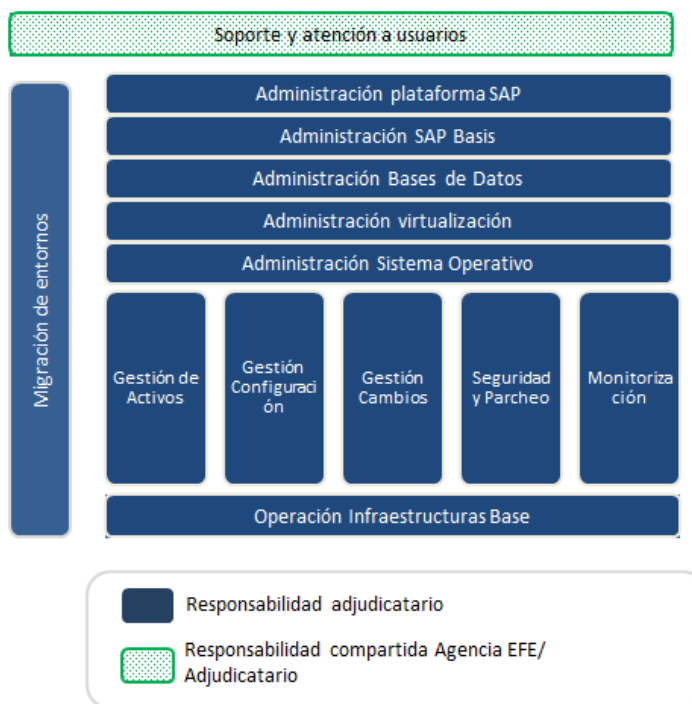 Soporte y atención a usuarios
Migración de entornos
Administración plataforma SAP
Administración SAP Basis
Administración Bases de Datos
Administración virtualización
Administración Sistema Operativo
Gestión de
Activos
Gestión
Configuraci
ón
Gestión
Cambios
Seguridad
y Parcheo
Monitoriza
ción
Operación Infraestructuras Base
Responsabilidad adjudicatario
Responsabilidad compartida Agencia EFE/
Adjudicatario